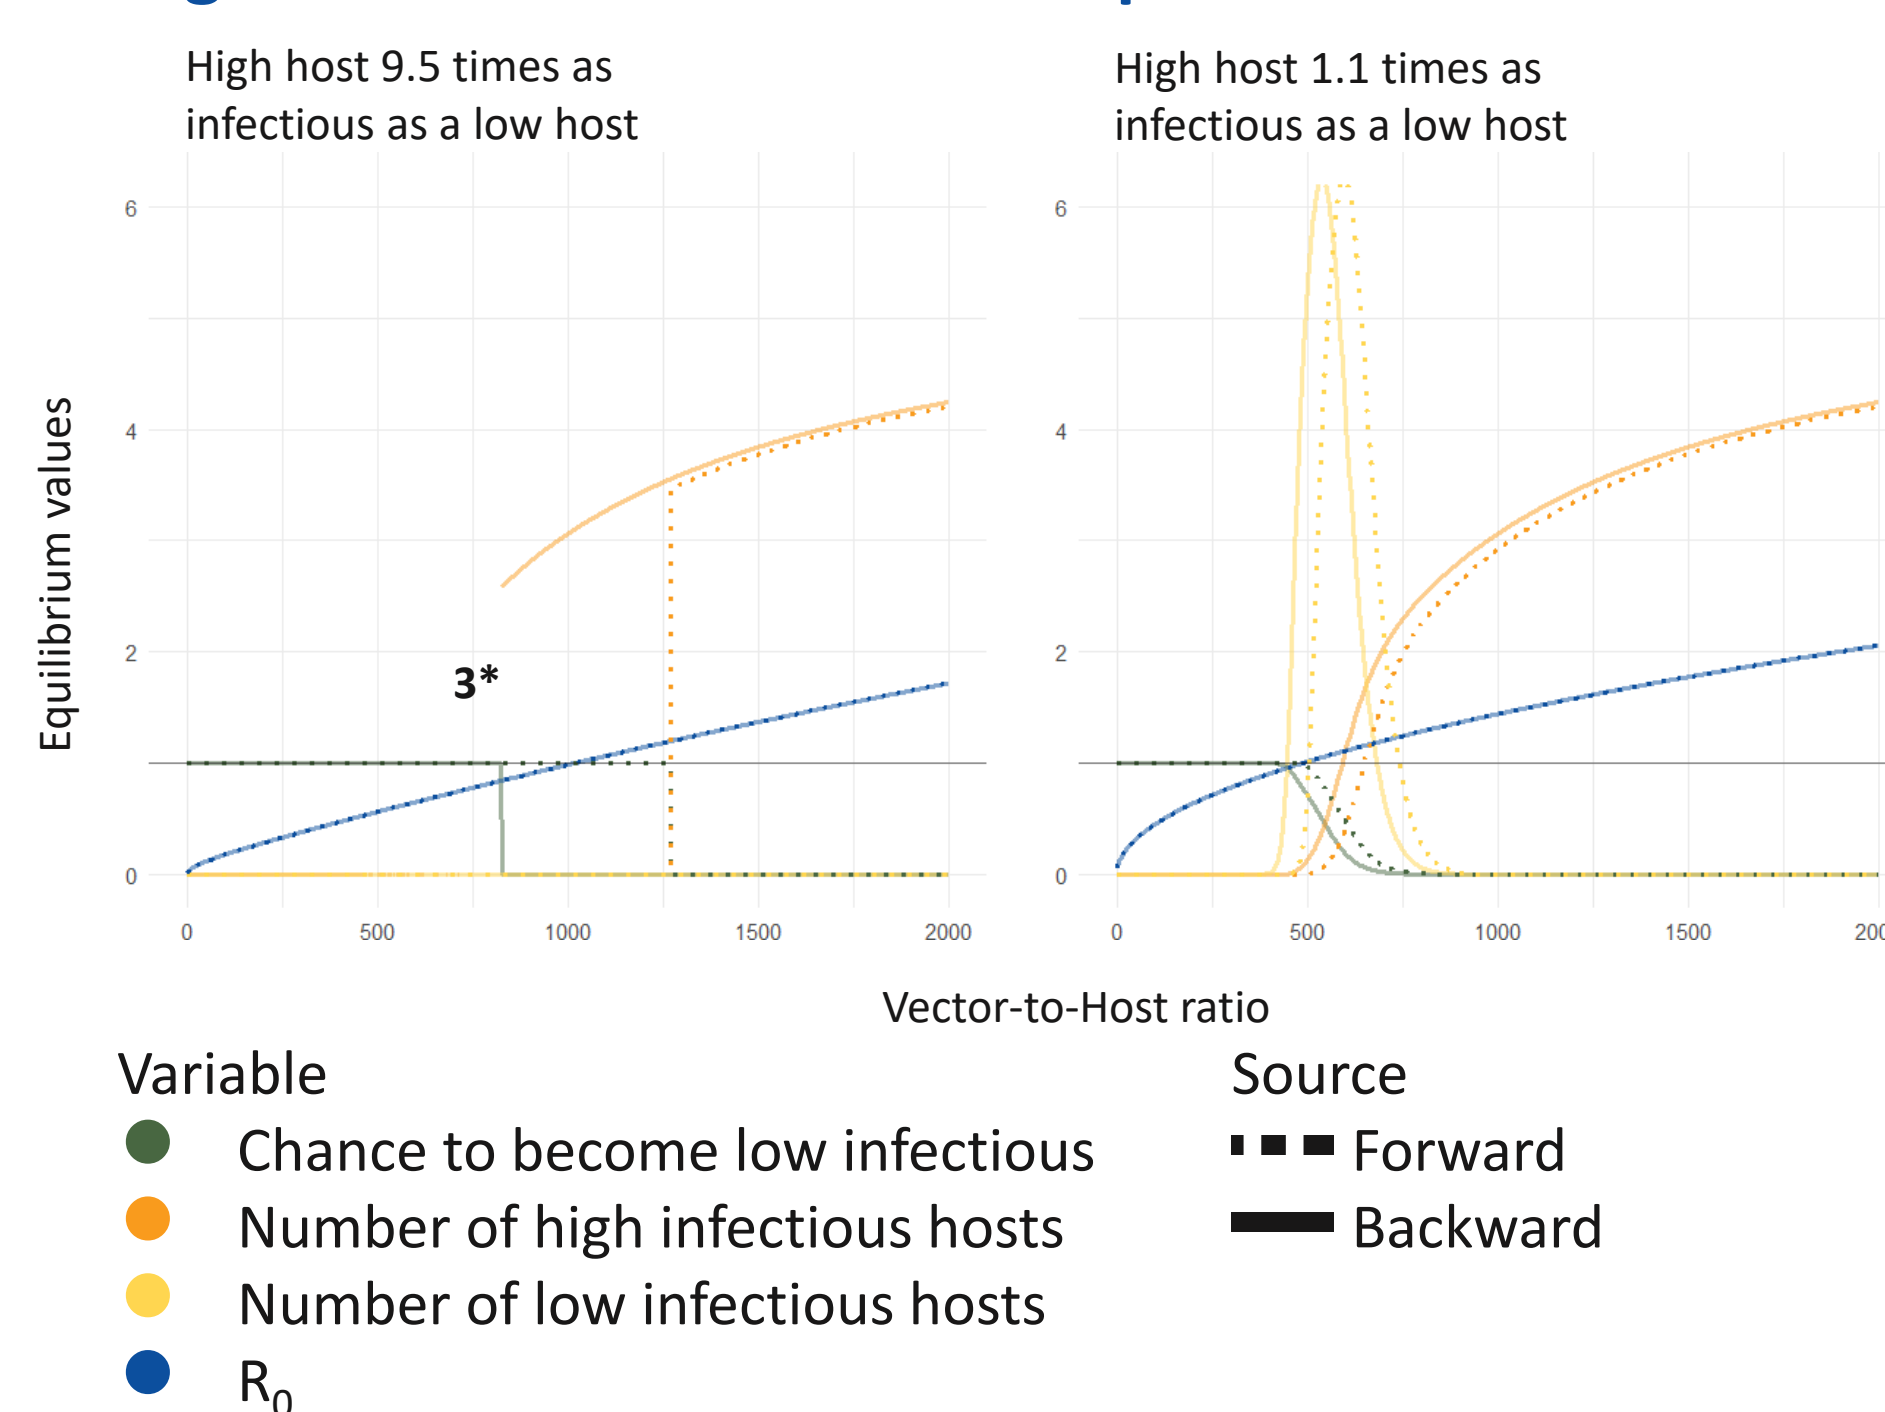 High host 9.5 times as
infectious as a low host
High host 1.1 times as
infectious as a low host
Equilibrium values
6
4
2
0
3*
0
500
1000
1500
2000
6
4
2
0
0
500
1000
1500
Vector-to-Host ratio
Variable
Chance to become low infectious
Number of high infectious hosts
Number of low infectious hosts
R₀
Source
Forward
Backward